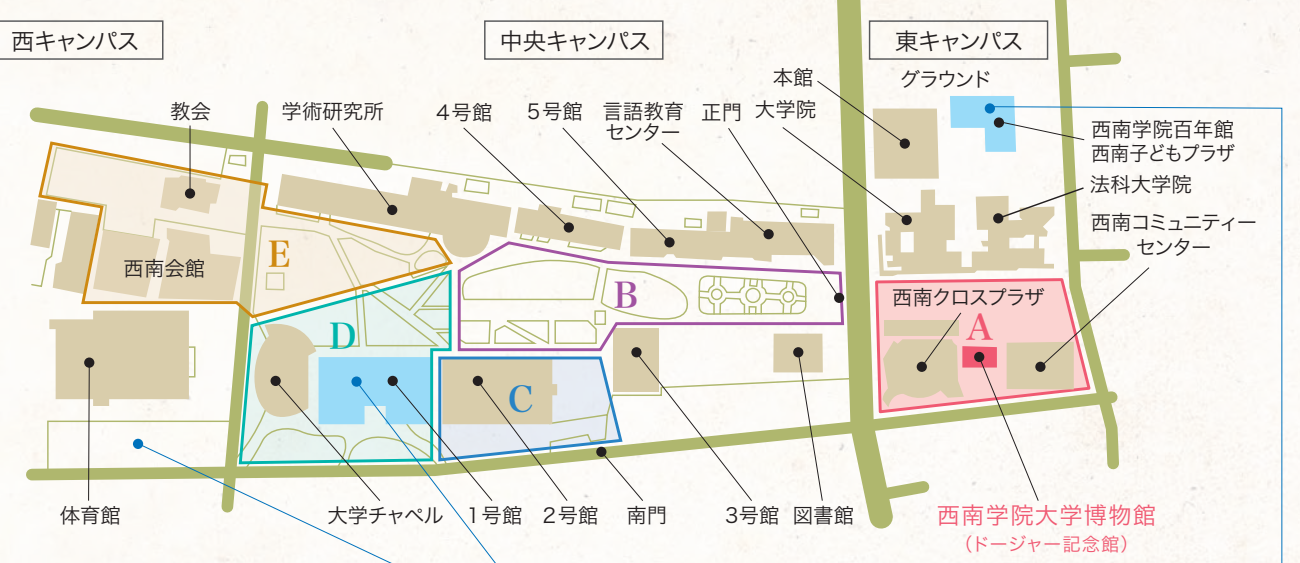 西キャンパス
中央キャンパス
東キャンパス
教会
学術研究所
4号館
5号館
言語教育
センター
正門
本館
大学院
グラウンド
西南学院百年館
西南子どもプラザ
法科大学院
西南コミュニティー
センター
西南会館
E
B
西南クロスプラザ
A
D
C
体育館
大学チャペル
1号館
2号館
南門
3号館
図書館
西南学院大学博物館
（ドージャー記念館）